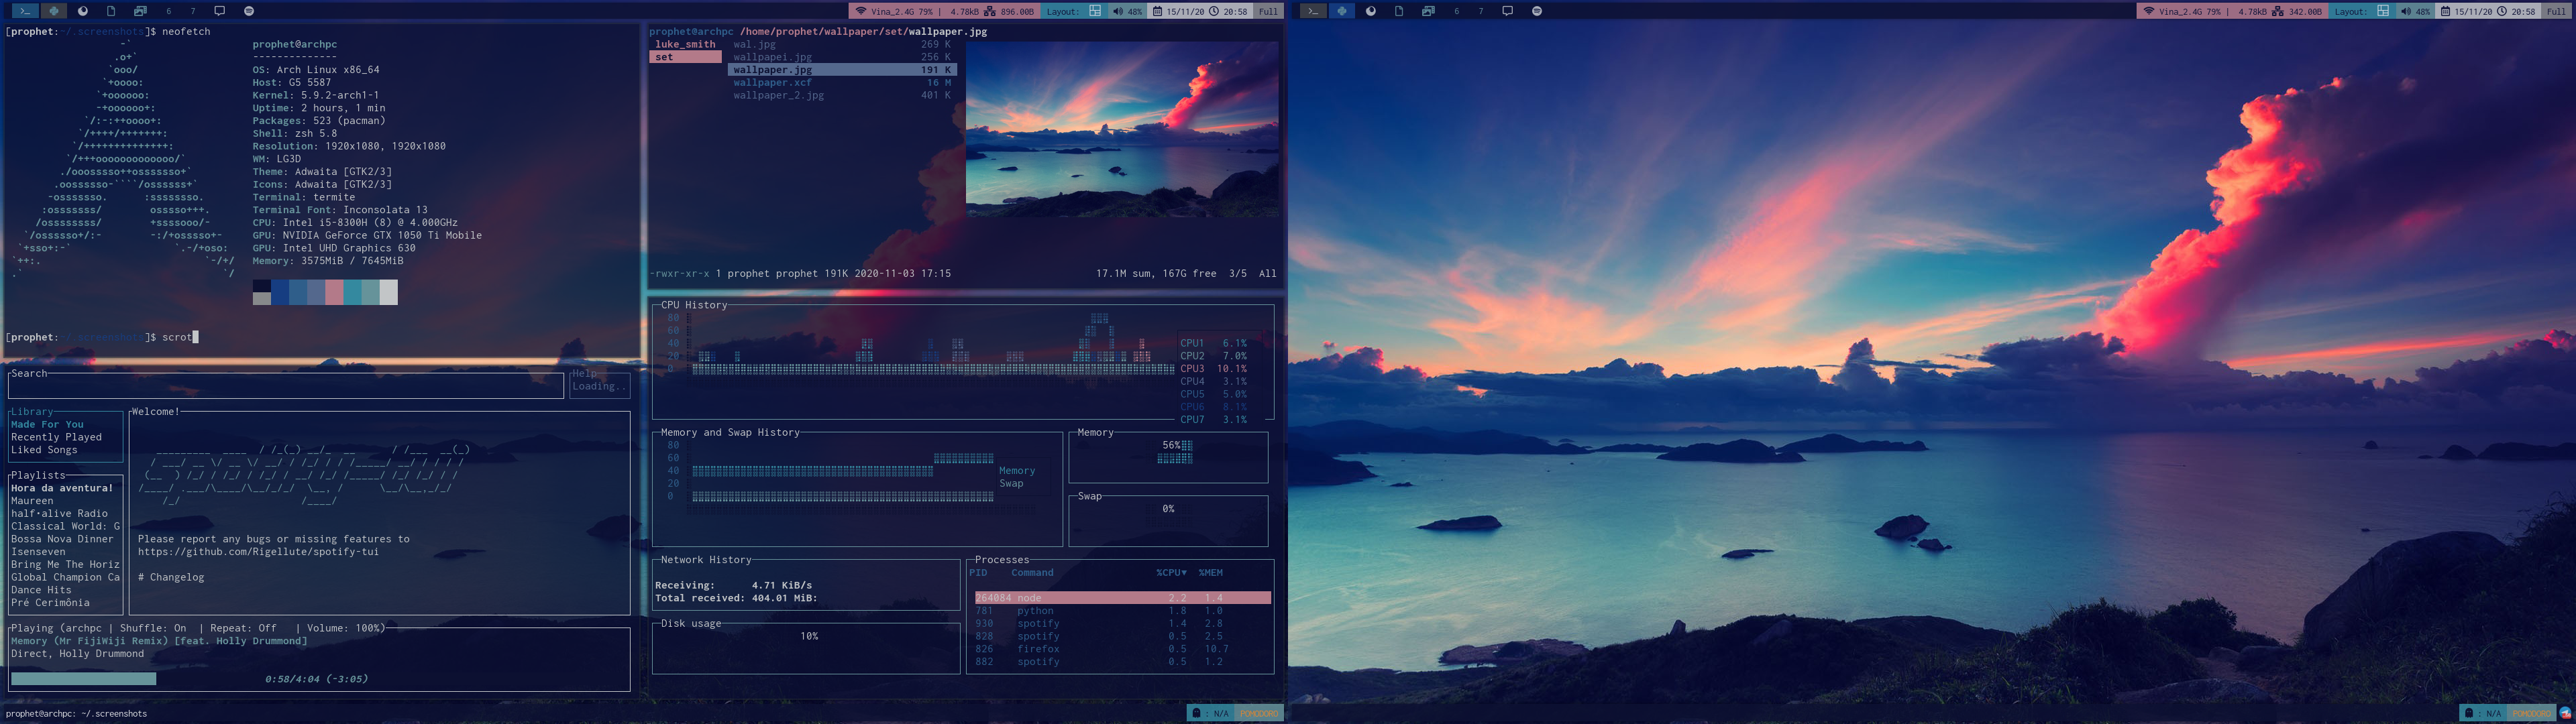 6 7
Vina_2.4G 79% | 4.78kB 896.00B Layout: 48% 15/11/20 20:58 Full
6 7
Vina_2.4G 79% | 4.78kB 342.00B Layout: 48% 15/11/20 20:58 Full
[prophet:~/.screenshots]$ neofetch
prophet@archpc
--------------
OS: Arch Linux x86_64
Host: G5 5587
Kernel: 5.9.2-arch1-1
Uptime: 2 hours, 1 min
Packages: 523 (pacman)
Shell: zsh 5.8
Resolution: 1920x1080, 1920x1080
WM: LG3D
Theme: Adwaita [GTK2/3]
Icons: Adwaita [GTK2/3]
Terminal: termite
Terminal Font: Inconsolata 13
CPU: Intel i5-8300H (8) @ 4.000GHz
GPU: NVIDIA GeForce GTX 1050 Ti Mobile
GPU: Intel UHD Graphics 630
Memory: 3575MiB / 7645MiB
[prophet:~/.screenshots]$ scrot
prophet@archpc /home/prophet/wallpaper/set/wallpaper.jpg
luke_smith
set
wal.jpg 269 K
wallpapei.jpg 256 K
wallpaper.jpg 191 K
wallpaper.xcf 16 M
wallpaper_2.jpg 401 K
-rwxr-xr-x 1 prophet prophet 191K 2020-11-03 17:15 17.1M sum, 167G free 3/5 All
Search
Help
Loading..
Library
Made For You
Recently Played
Liked Songs
Playlists
Hora da aventura!
Maureen
half•alive Radio
Classical World: G
Bossa Nova Dinner
Isenseven
Bring Me The Horiz
Global Champion Ca
Dance Hits
Pré Cerimônia
Welcome!
spotify-tui
Please report any bugs or missing features to
https://github.com/Rigellute/spotify-tui
# Changelog
Playing (archpc | Shuffle: On | Repeat: Off | Volume: 100%)
Memory (Mr FijiWiji Remix) [feat. Holly Drummond]
Direct, Holly Drummond
0:58/4:04 (-3:05)
CPU History
80
60
40
20
0
CPU1 6.1%
CPU2 7.0%
CPU3 10.1%
CPU4 3.1%
CPU5 5.0%
CPU6 8.1%
CPU7 3.1%
Memory and Swap History
80
60
40
20
0
Memory
Swap
Memory
56%
Swap
0%
Network History
Receiving: 4.71 KiB/s
Total received: 404.01 MiB:
Disk usage
10%
Processes
PID Command %CPU▼ %MEM
264084 node 2.2 1.4
781 python 1.8 1.0
930 spotify 1.4 2.8
828 spotify 0.5 2.5
826 firefox 0.5 10.7
882 spotify 0.5 1.2
prophet@archpc: ~/.screenshots
: N/A POMODORO
: N/A POMODORO